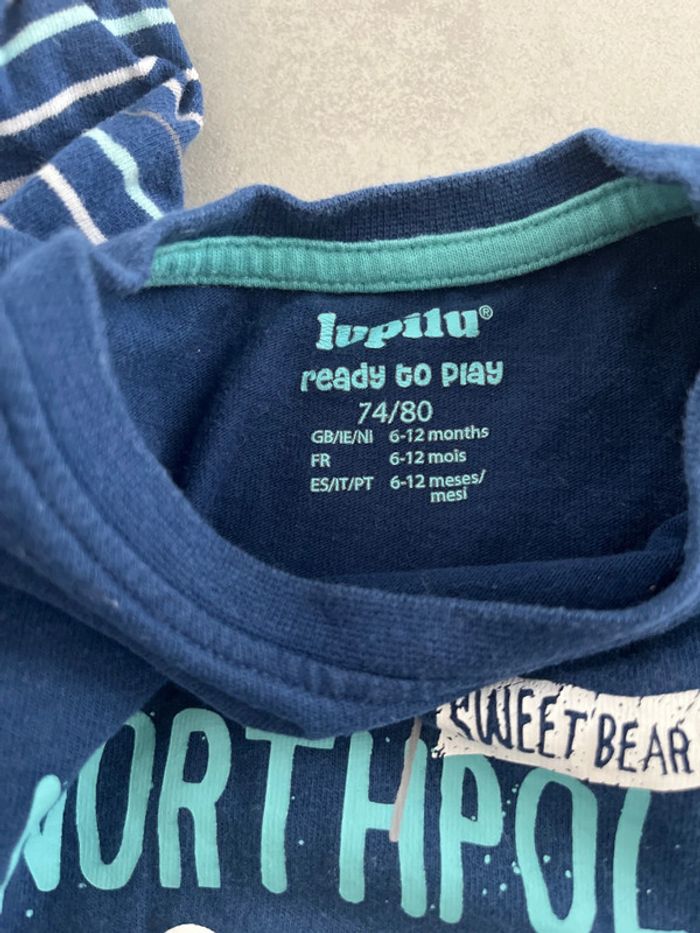 lupilu®
ready to play
74/80
GB/IE/NI 6-12 months
FR 6-12 mois
ES/IT/PT 6-12 meses/
mesi
SWEET BEAR
NORTHPOL